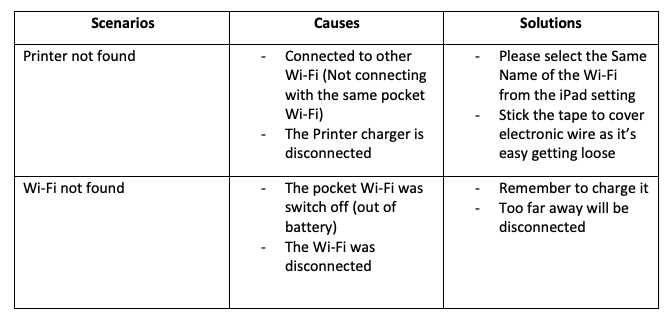 Scenarios
Causes
Solutions
Printer not found
- Connected to other
Wi-Fi (Not connecting
with the same pocket
Wi-Fi)
- The Printer charger is
disconnected
- Please select the Same
Name of the Wi-Fi
from the iPad setting
- Stick the tape to cover
electronic wire as it's
easy getting loose
Wi-Fi not found
- The pocket Wi-Fi was
switch off (out of
battery)
- The Wi-Fi was
disconnected
- Remember to charge it
- Too far away will be
disconnected